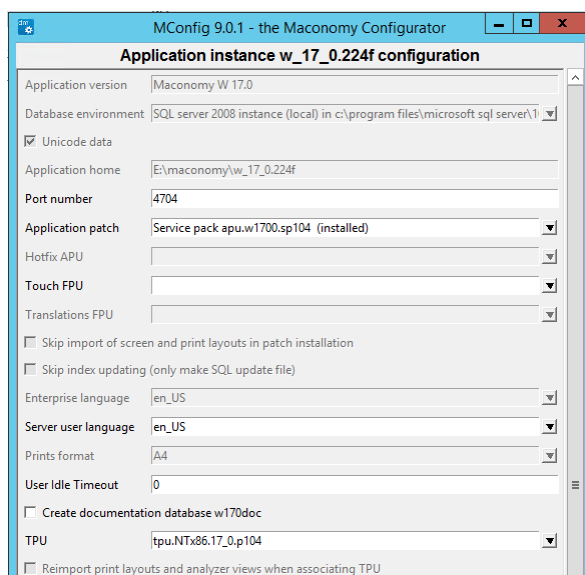 MConfig 9.0.1 - the Maconomy Configurator
Application instance w_17_0.224f configuration
Application version Maconomy W 17.0
Database environment SQL server 2008 instance (local) in c:\program files\microsoft sql server\1
Unicode data
Application home E:\maconomy\w_17_0.224f
Port number 4704
Application patch Service pack apu.w1700.sp104 (installed)
Hotfix APU
Touch FPU
Translations FPU
Skip import of screen and print layouts in patch installation
Skip index updating (only make SQL update file)
Enterprise language en_US
Server user language en_US
Prints format A4
User Idle Timeout 0
Create documentation database w170doc
TPU tpu.NTx86.17_0.p104
Reimport print layouts and analyzer views when associating TPU